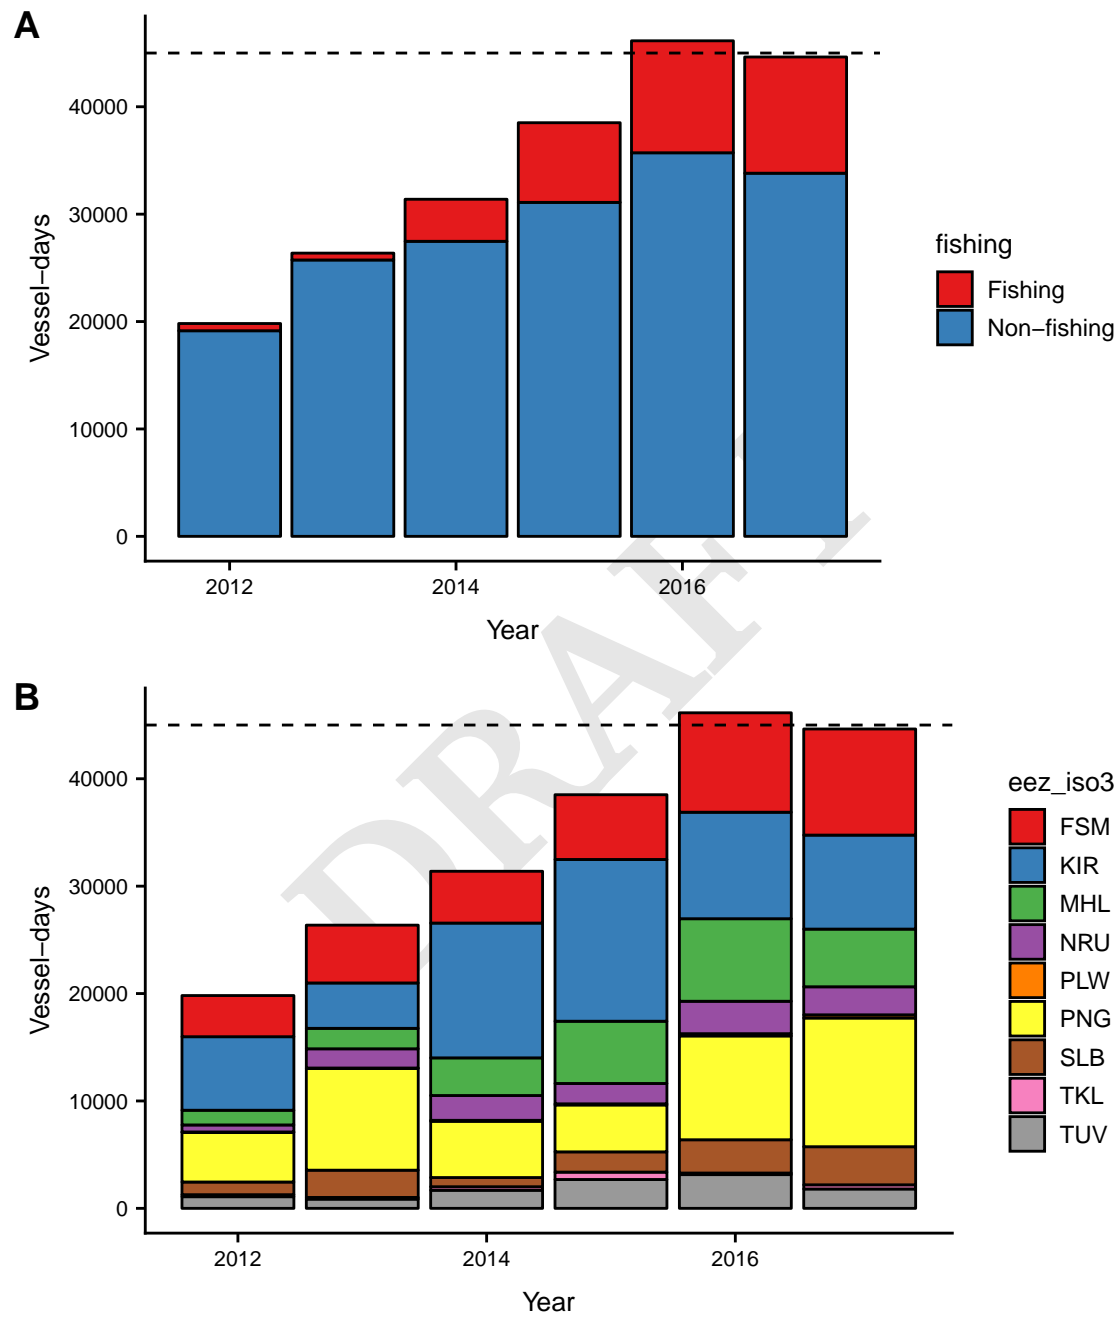 A
Vessel−days
40000
30000
20000
10000
0
2012 2014 2016
Year
fishing
Fishing
Non−fishing
DRAFT
B
Vessel−days
40000
30000
20000
10000
0
2012 2014 2016
Year
eez_iso3
FSM
KIR
MHL
NRU
PLW
PNG
SLB
TKL
TUV